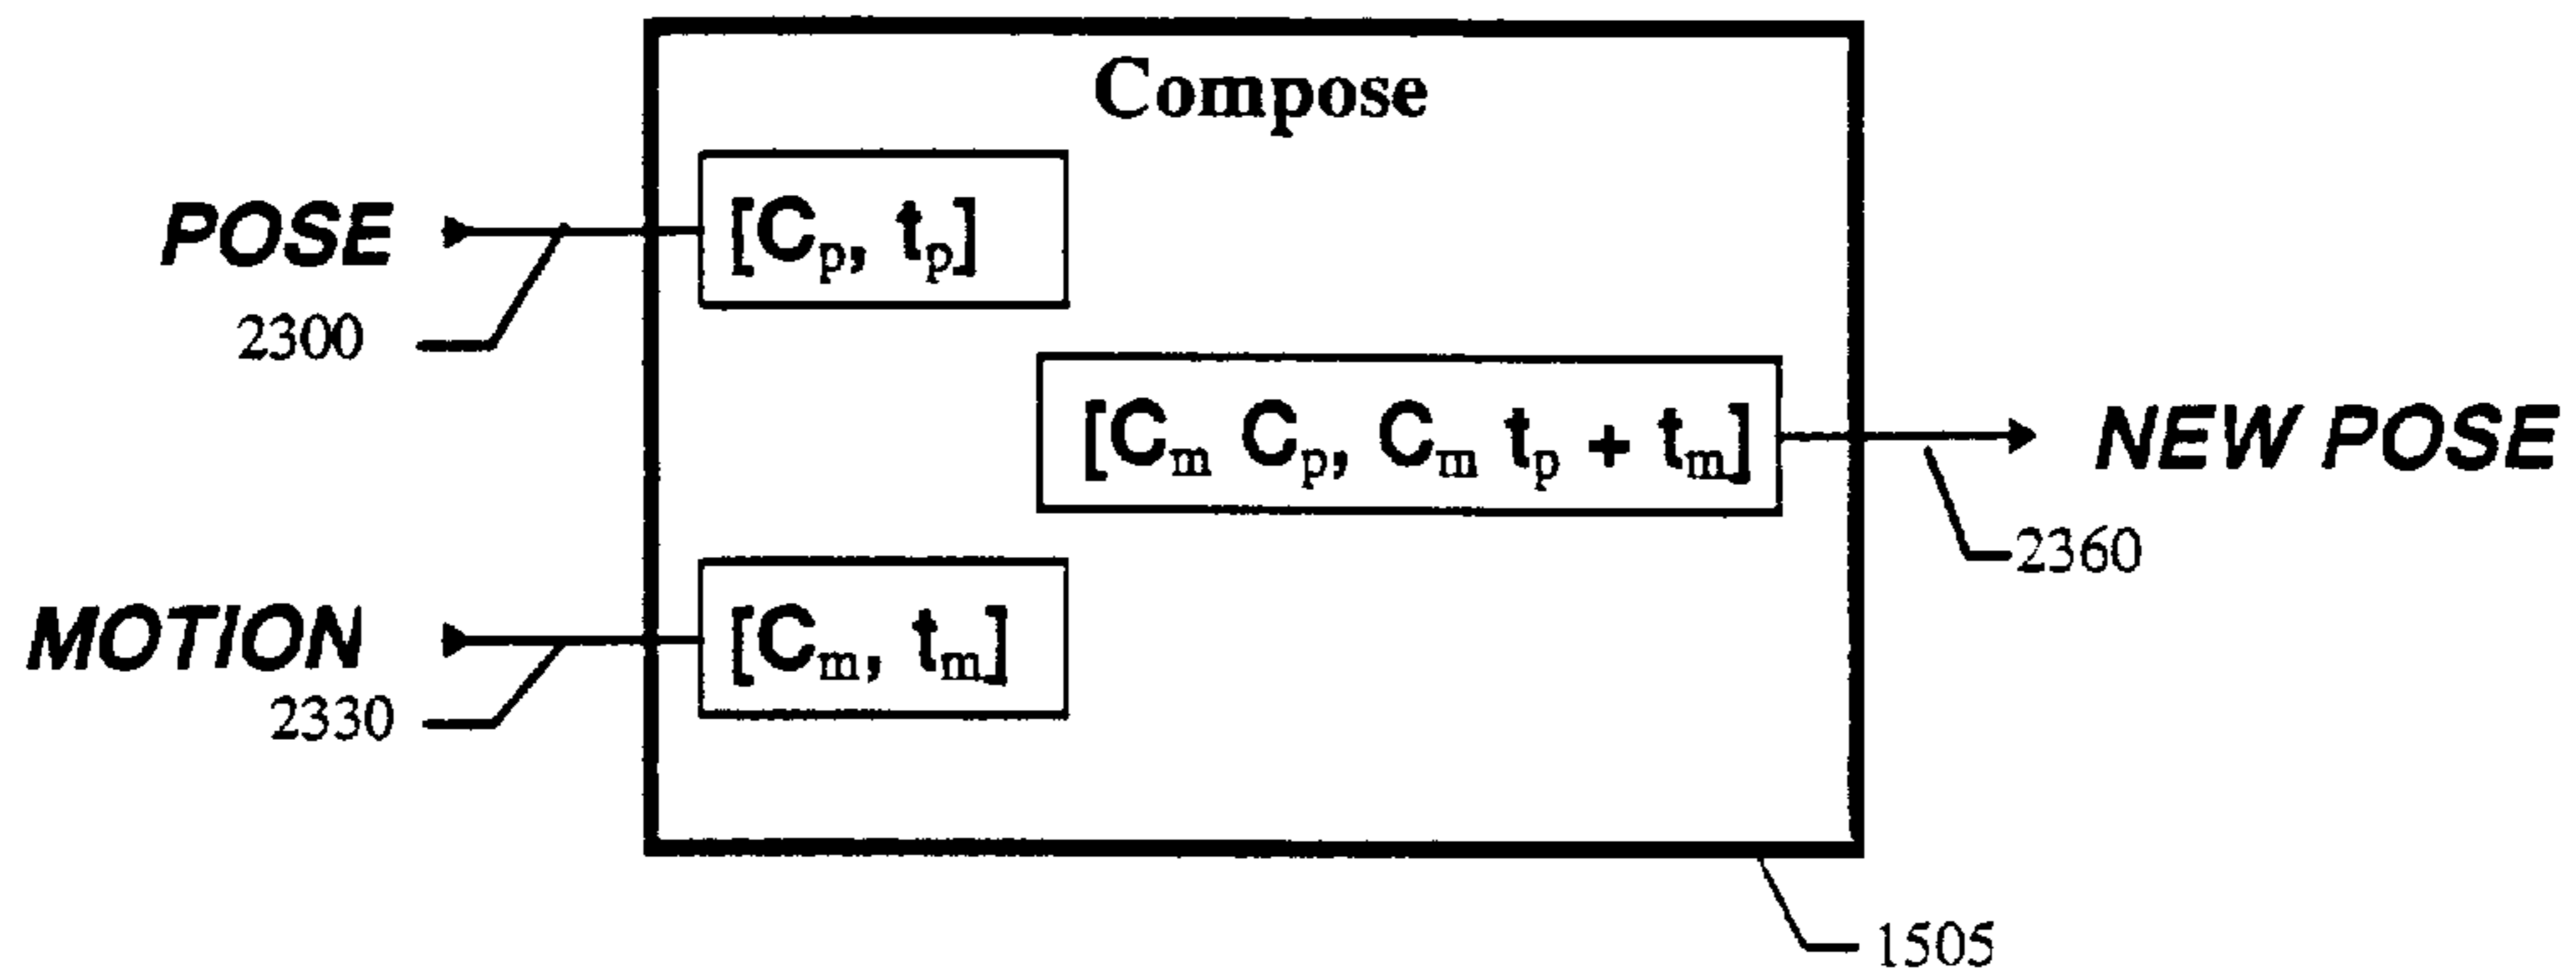 Compose
POSE
[Cp, tp]
2300
[Cm Cp, Cm tp + tm]
NEW POSE
2360
MOTION
[Cm, tm]
2330
1505